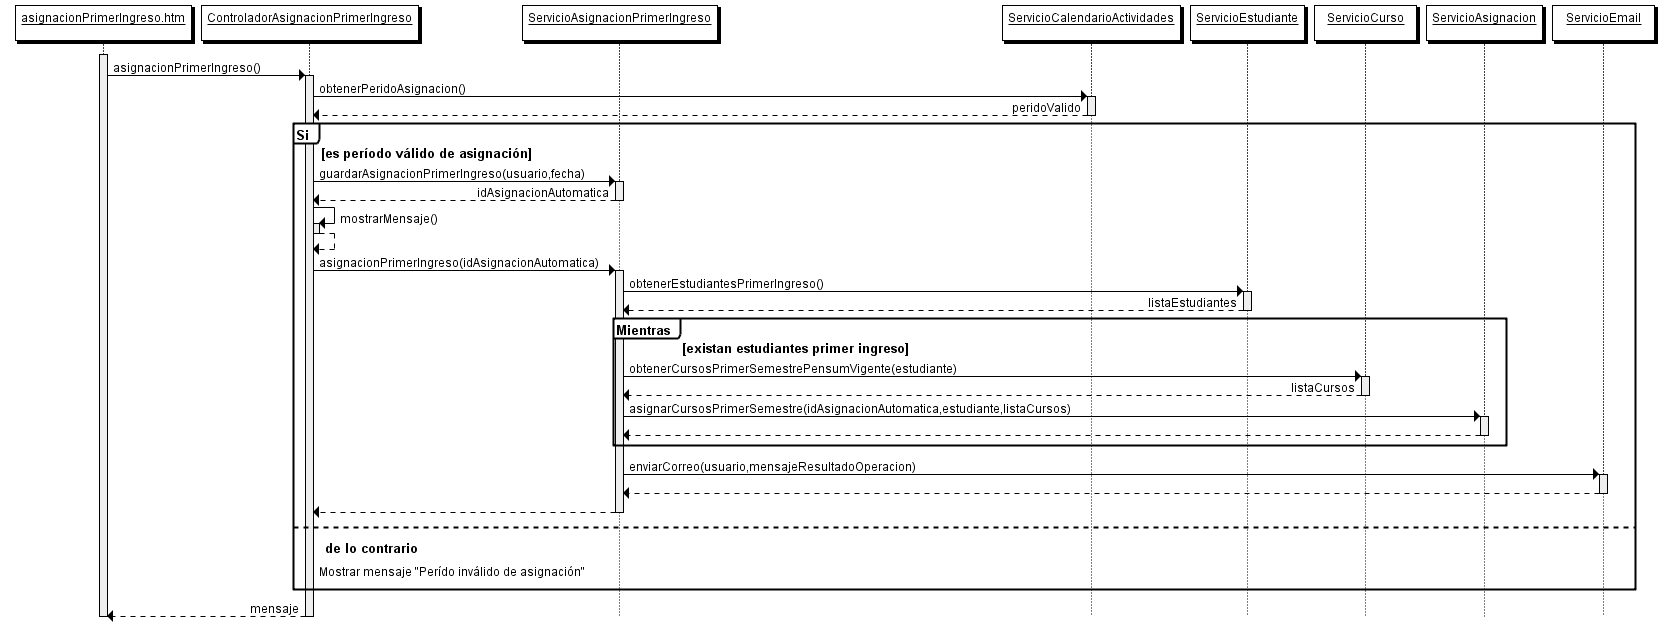 asignacionPrimerIngreso.htm
ControladorAsignacionPrimerIngreso
ServicioAsignacionPrimerIngreso
ServicioCalendarioActividades
ServicioEstudiante
ServicioCurso
ServicioAsignacion
ServicioEmail
asignacionPrimerIngreso()
obtenerPeridoAsignacion()
peridoValido
Si
[es período válido de asignación]
guardarAsignacionPrimerIngreso(usuario,fecha)
idAsignacionAutomatica
mostrarMensaje()
asignacionPrimerIngreso(idAsignacionAutomatica)
obtenerEstudiantesPrimerIngreso()
listaEstudiantes
Mientras
[existan estudiantes primer ingreso]
obtenerCursosPrimerSemestrePensumVigente(estudiante)
listaCursos
asignarCursosPrimerSemestre(idAsignacionAutomatica,estudiante,listaCursos)
enviarCorreo(usuario,mensajeResultadoOperacion)
de lo contrario
Mostrar mensaje "Perído inválido de asignación"
mensaje